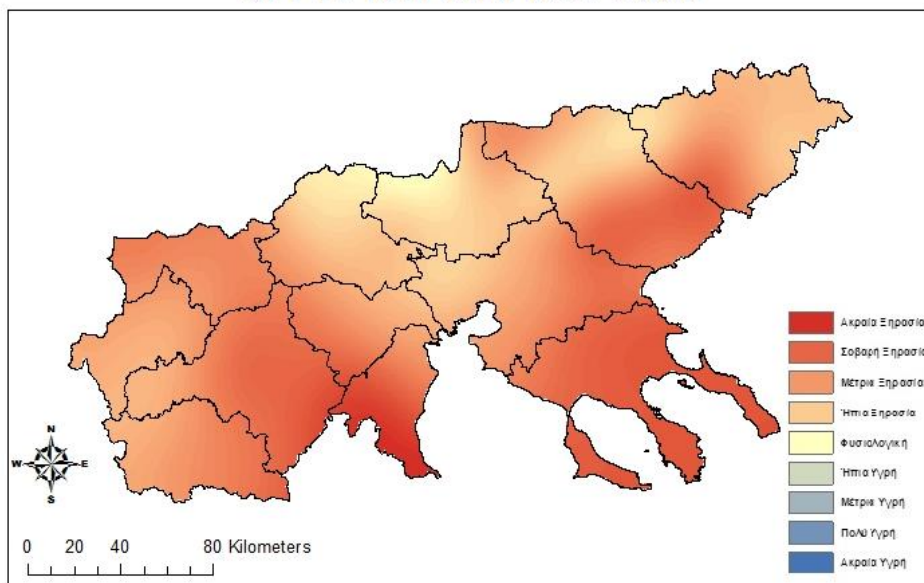 Ακραία Ξηρασία
Σοβαρή Ξηρασία
Μέτρια Ξηρασία
Ήπια Ξηρασία
Φυσιολογική
Ήπια Υγρή
Μέτρια Υγρή
Πολύ Υγρή
Ακραία Υγρή
N
W E
S
0 20 40 80 Kilometers